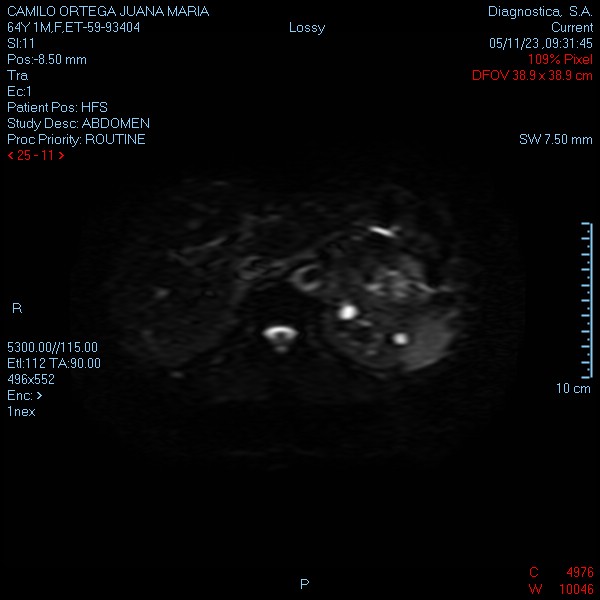 CAMILO ORTEGA JUANA MARIA
64Y 1M,F,ET-59-93404
Sl:11
Pos:-8.50 mm
Tra
Ec:1
Patient Pos: HFS
Study Desc: ABDOMEN
Proc Priority: ROUTINE
< 25 - 11 >
Lossy
Diagnostica, S.A.
Current
05/11/23 ,09:31:45
109% Pixel
DFOV 38.9 x 38.9 cm
SW 7.50 mm
R
5300.00//115.00
Etl:112 TA:90.00
496x552
Enc: >
1nex
10 cm
P
C 4976
W 10046